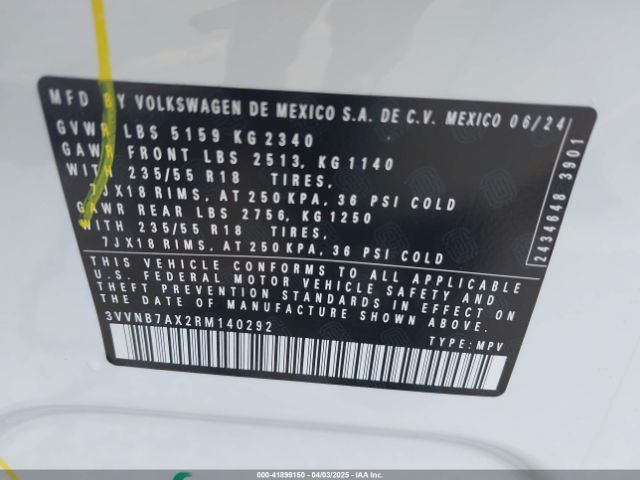 MFD BY VOLKSWAGEN DE MEXICO S.A. DE C.V. MEXICO 06/24
GVWR LBS 5159 KG 2340
GAWR FRONT LBS 2513, KG 1140
WITH 235/55 R18 TIRES,
7JX18 RIMS, AT 250 KPA, 36 PSI COLD
GAWR REAR LBS 2756, KG 1250
WITH 235/55 R18 TIRES,
7JX18 RIMS, AT 250 KPA, 36 PSI COLD
THIS VEHICLE CONFORMS TO ALL APPLICABLE
U.S. FEDERAL MOTOR VEHICLE SAFETY AND
THEFT PREVENTION STANDARDS IN EFFECT ON
THE DATE OF MANUFACTURE SHOWN ABOVE.
3VVNB7AX2RM140292
TYPE: MPV
2434648 3901
000-41899150 04/03/2025 IAA Inc.